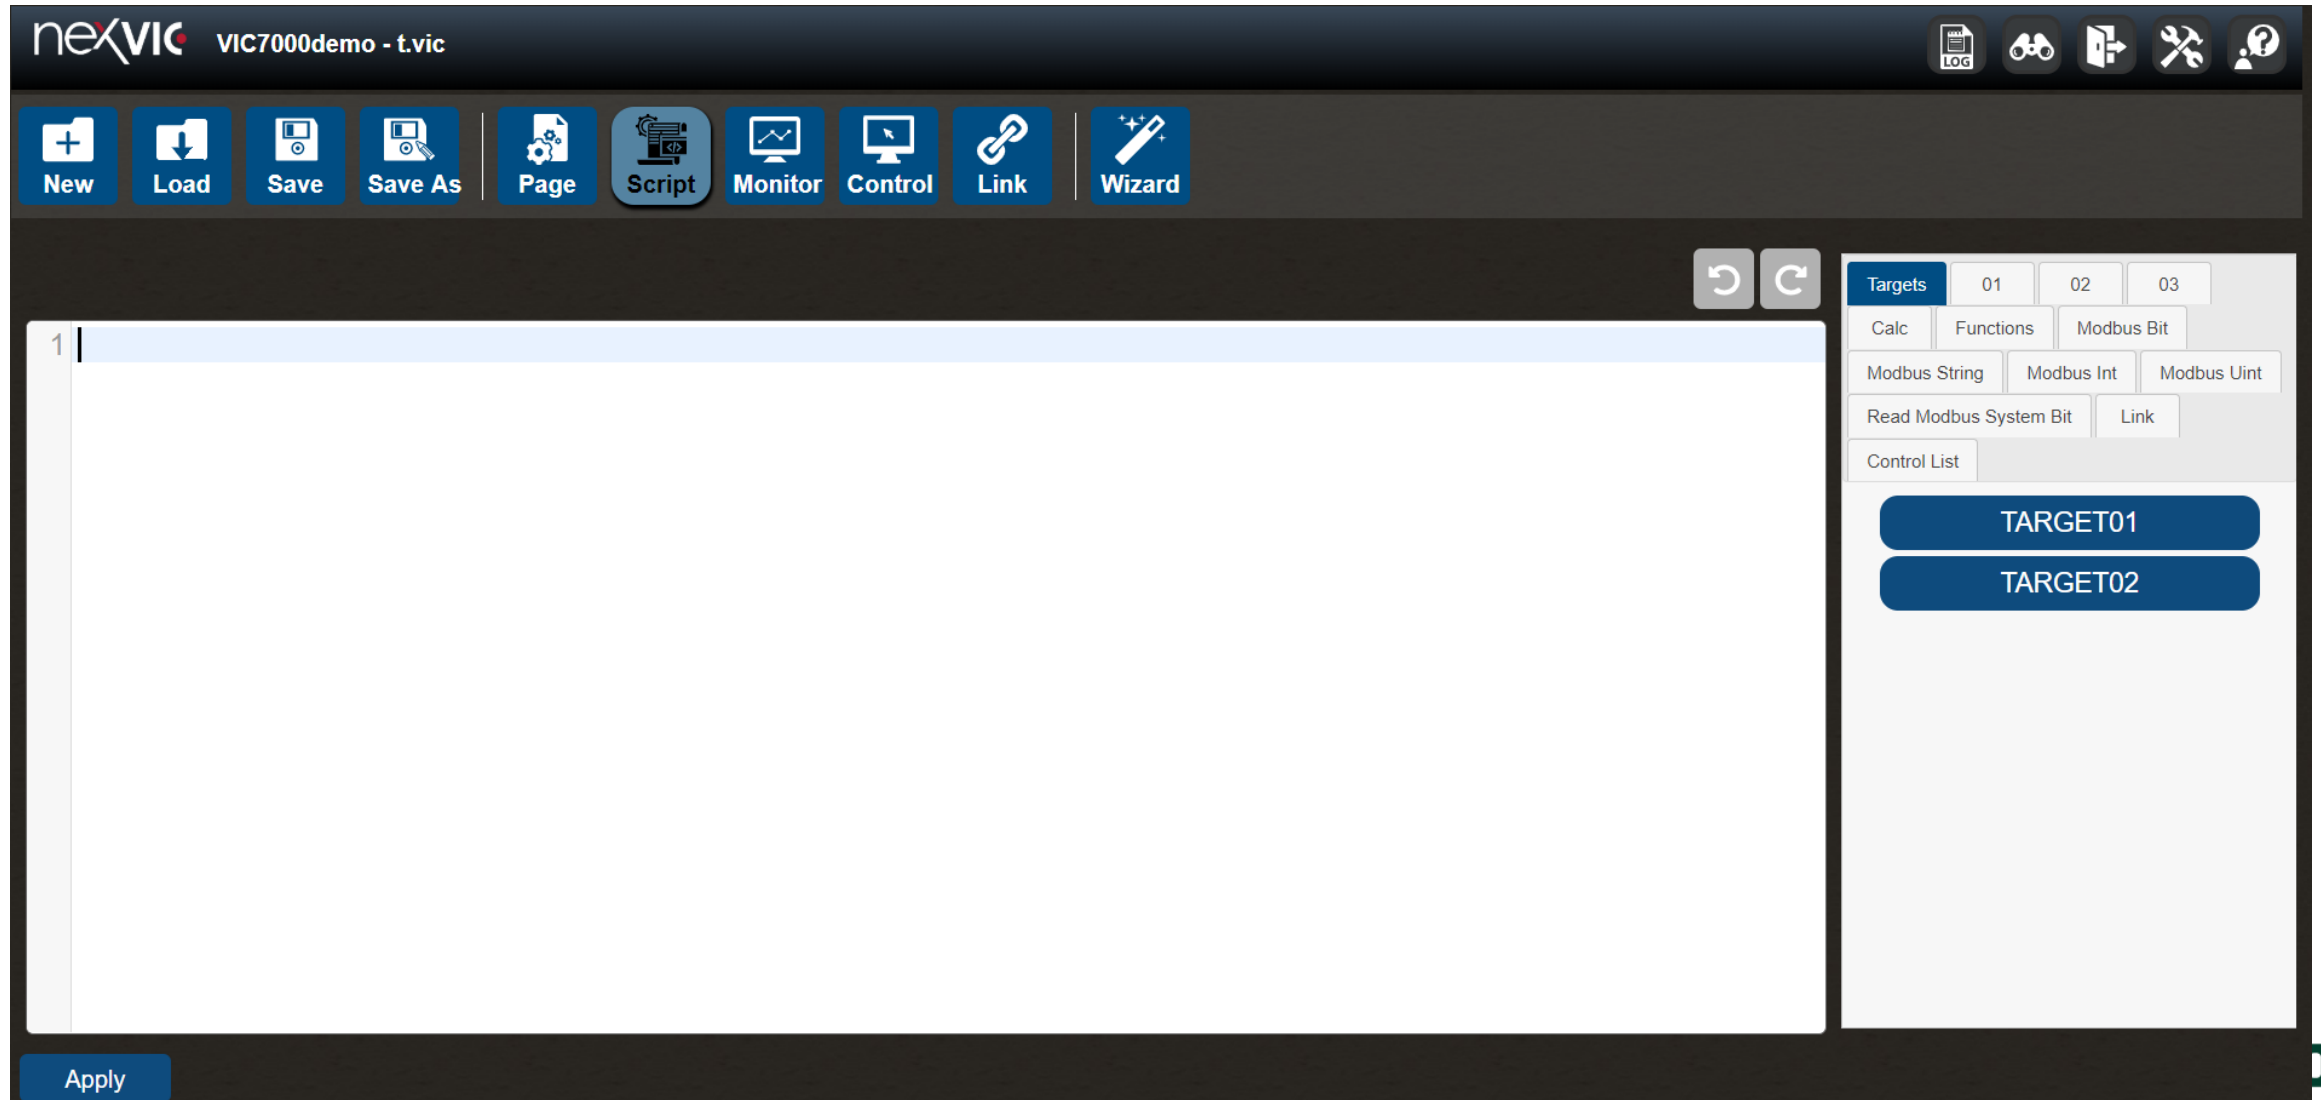 nexvic VIC7000demo - t.vic
LOG
New Load Save Save As Page Script Monitor Control Link Wizard
Targets 01 02 03
Calc Functions Modbus Bit
Modbus String Modbus Int Modbus Uint
Read Modbus System Bit Link
Control List
1
TARGET01
TARGET02
Apply